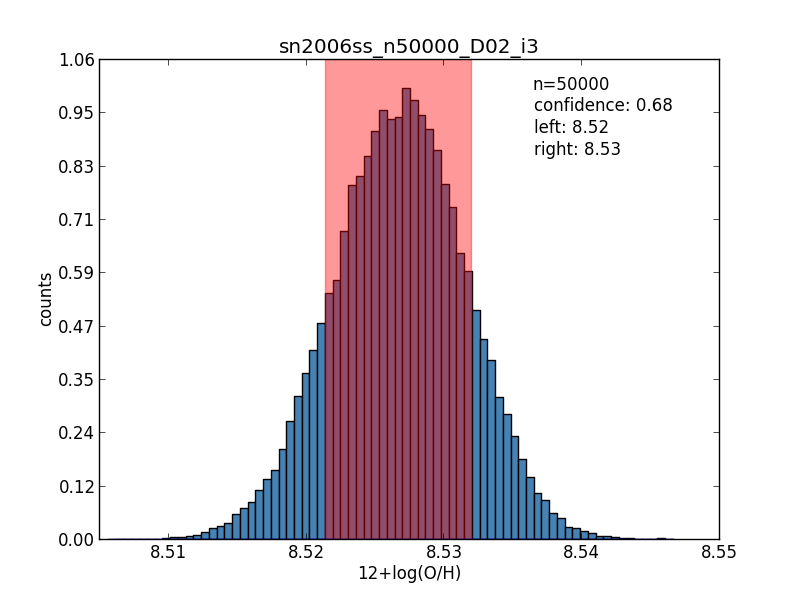 sn2006ss_n50000_D02_i3
n=50000
confidence: 0.68
left: 8.52
right: 8.53
1.06
0.95
0.83
0.71
0.59
0.47
0.35
0.24
0.12
0.00
counts
8.51 8.52 8.53 8.54 8.55
12+log(O/H)